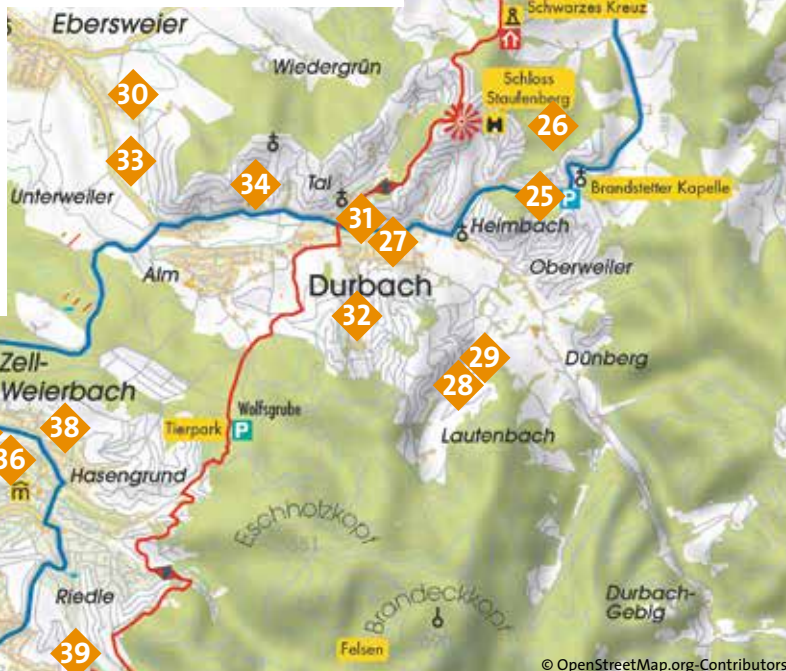 Schwarzes Kreuz
Ebersweier
Wiedergrün
Schloss
Staufenberg
30
26
33
34
Tal
Unterweiler
25
P
Brandstetter Kapelle
31
27
Heimbach
Alm
Oberweiler
Durbach
32
29
Dünberg
Zell-
Weierbach
28
Wolfsgrube
38
Tierpark
P
Lautenbach
36
Hasengrund
Eschholzkopf
551
Riedle
Brandeckkopf
Durbach-
Gebirg
39
Felsen
© OpenStreetMap.org-Contributors